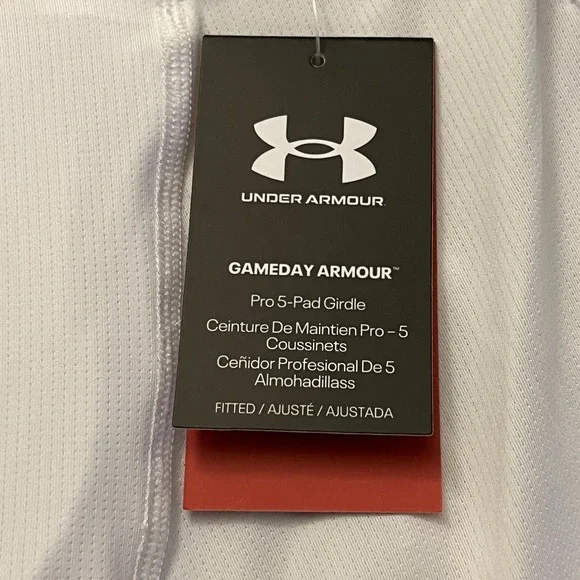 UNDER ARMOUR
GAMEDAY ARMOUR™
Pro 5-Pad Girdle
Ceinture De Maintien Pro – 5
Coussinets
Ceñidor Profesional De 5
Almohadillass
FITTED / AJUSTÉ / AJUSTADA